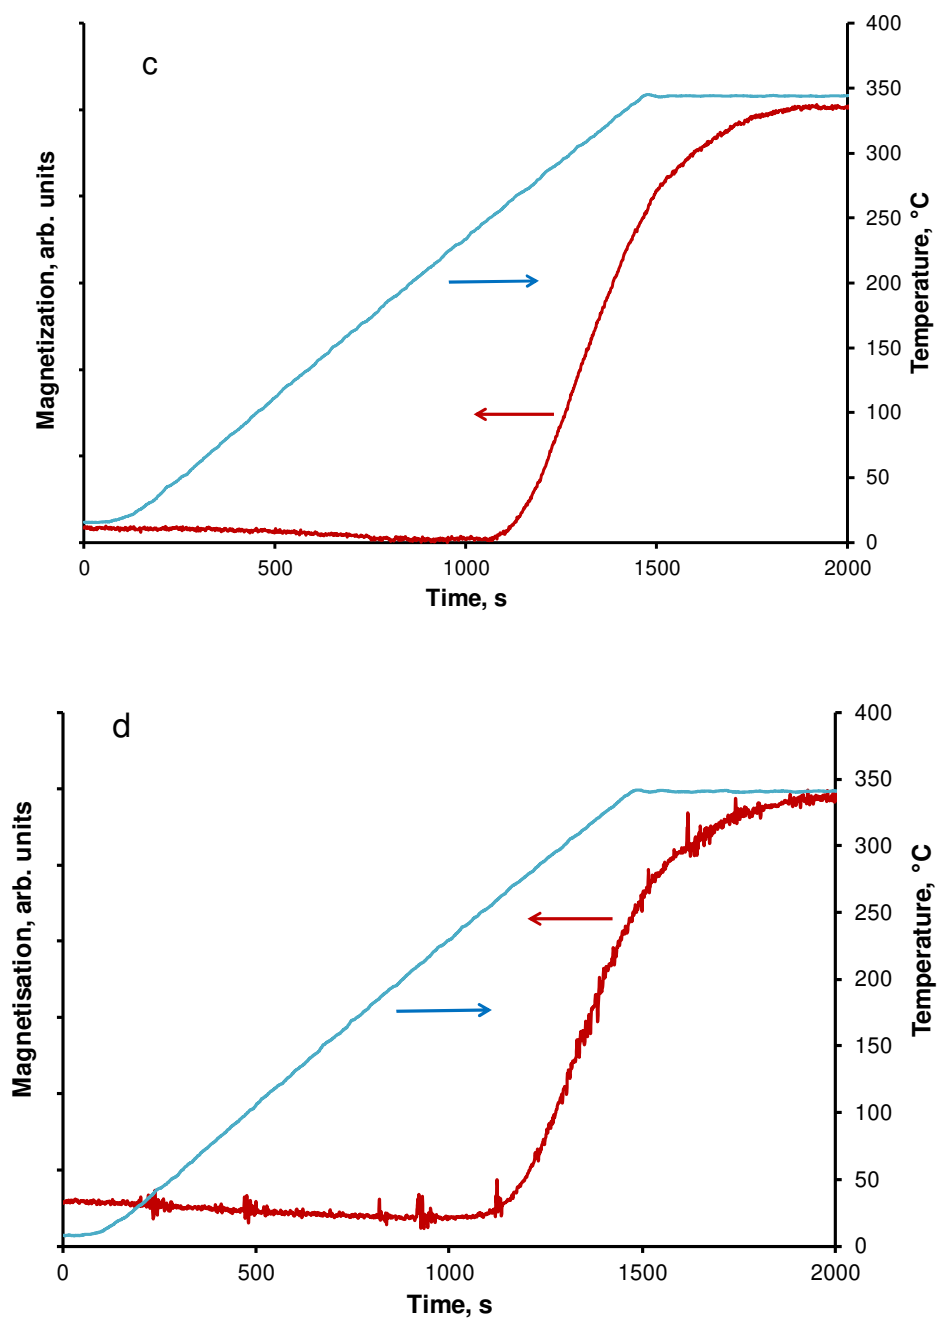 c
400
350
300
250
200
150
100
50
0
Magnetization, arb. units
Temperature, °C
0 500 1000 1500 2000
Time, s
d
400
350
300
250
200
150
100
50
0
Magnetisation, arb. units
Temperature, °C
0 500 1000 1500 2000
Time, s